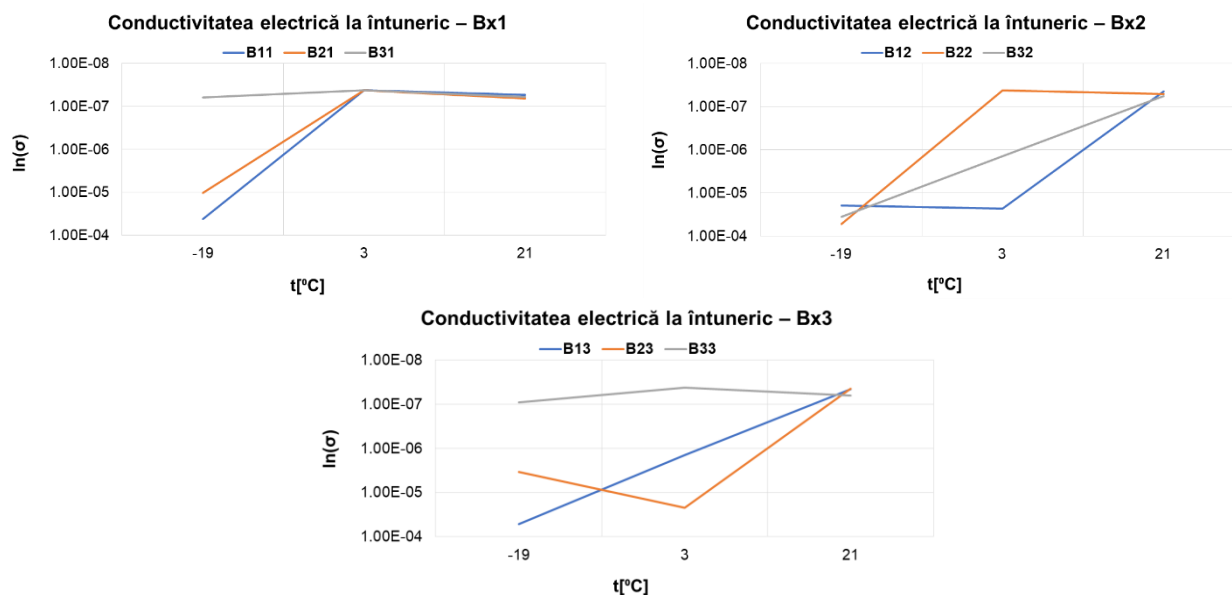 Conductivitatea electrică la întuneric – Bx1
B11 B21 B31
1.00E-08
1.00E-07
1.00E-06
1.00E-05
1.00E-04
ln(σ)
-19 3 21
t[ºC]
Conductivitatea electrică la întuneric – Bx2
B12 B22 B32
1.00E-08
1.00E-07
1.00E-06
1.00E-05
1.00E-04
ln(σ)
-19 3 21
t[ºC]
Conductivitatea electrică la întuneric – Bx3
B13 B23 B33
1.00E-08
1.00E-07
1.00E-06
1.00E-05
1.00E-04
ln(σ)
-19 3 21
t[ºC]